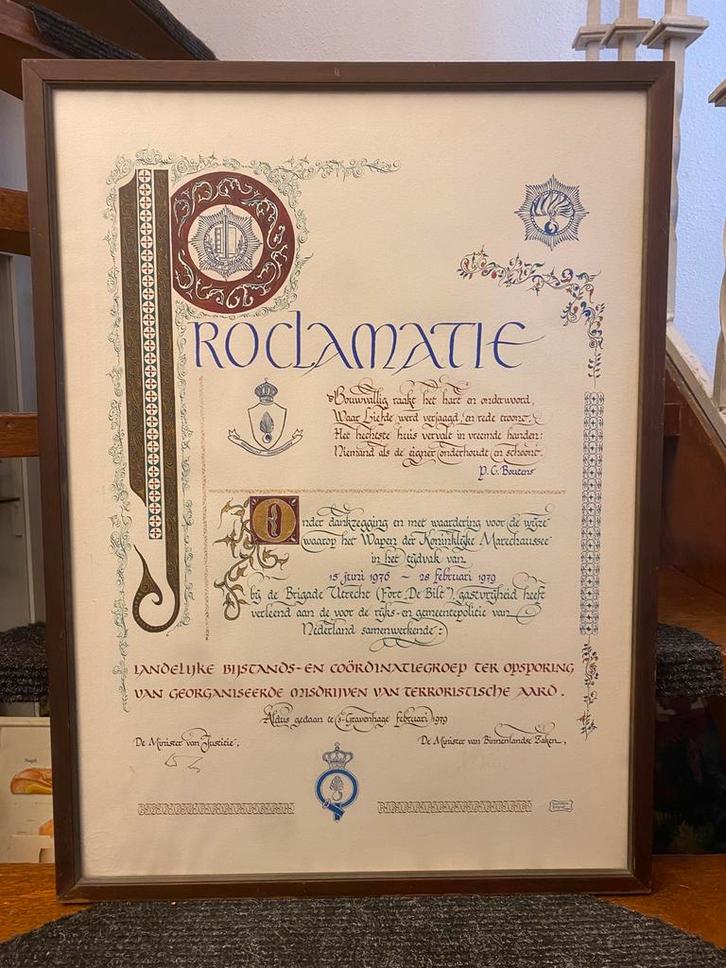 PROCLAMATIE
Bouwvallig raakt het hart en onderwoond,
Waar Liefde werd verjaagd, en rede troont.
Het hechtste huis vervalt in vreemde handen:
Niemand als de eigner onderhoudt en schoont.
P.C. Boutens
Onder dankzegging en met waardering voor de wijze
waarop het Wapen der Koninklijke Marechaussee
in het tijdvak van
15 juni 1976 ~ 28 februari 1979
bij de Brigade Utrecht (Fort "De Bilt") gastvrijheid heeft
verleend aan de voor de rijks- en gemeentepolitie van
Nederland samenwerkende:
LANDELIJKE BIJSTANDS- EN COÖRDINATIEGROEP TER OPSPORING
VAN GEORGANISEERDE MISDRIJVEN VAN TERRORISTISCHE AARD.
Aldus gedaan te 's-Gravenhage februari 1979
De Minister van Justitie, De Minister van Binnenlandse Zaken,